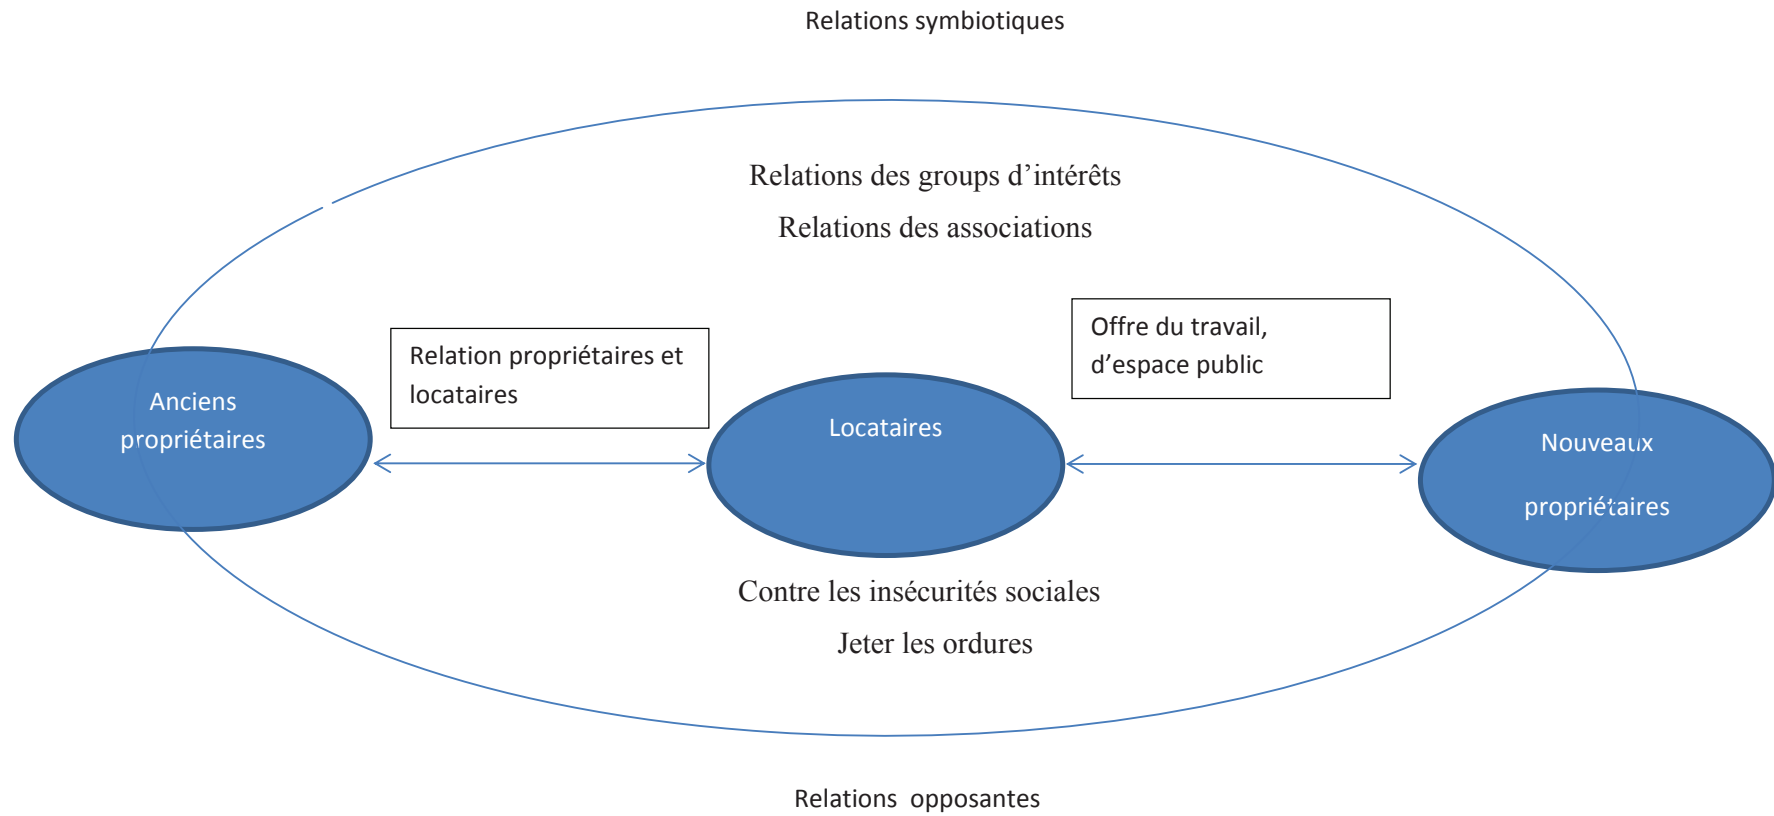 Relations symbiotiques
Relations des groups d’intérêts
Relations des associations
Relation propriétaires et
locataires
Offre du travail,
d’espace public
Anciens
propriétaires
Locataires
Nouveaux
propriétaires
Contre les insécurités sociales
Jeter les ordures
Relations  opposantes